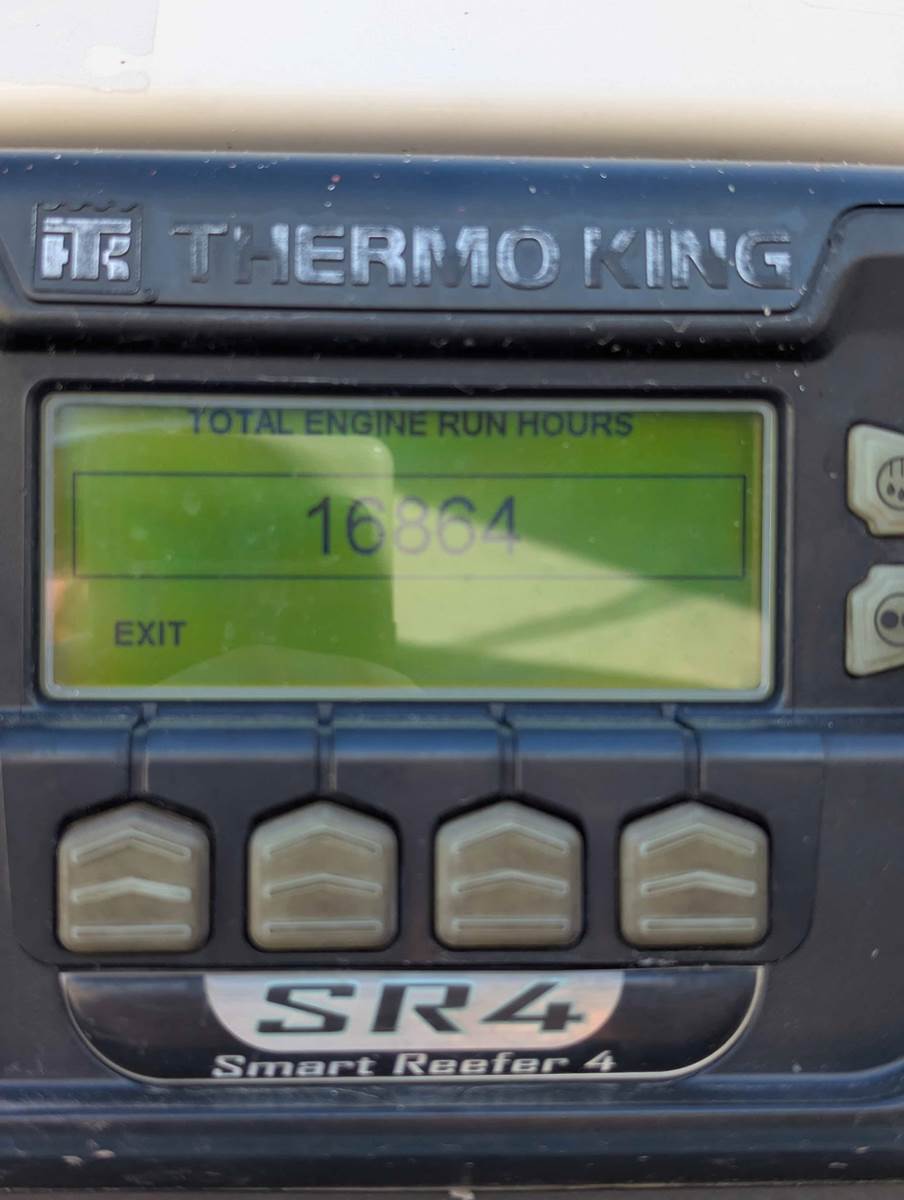 TK THERMO KING
TOTAL ENGINE RUN HOURS
16864
EXIT
SR4
Smart Reefer 4